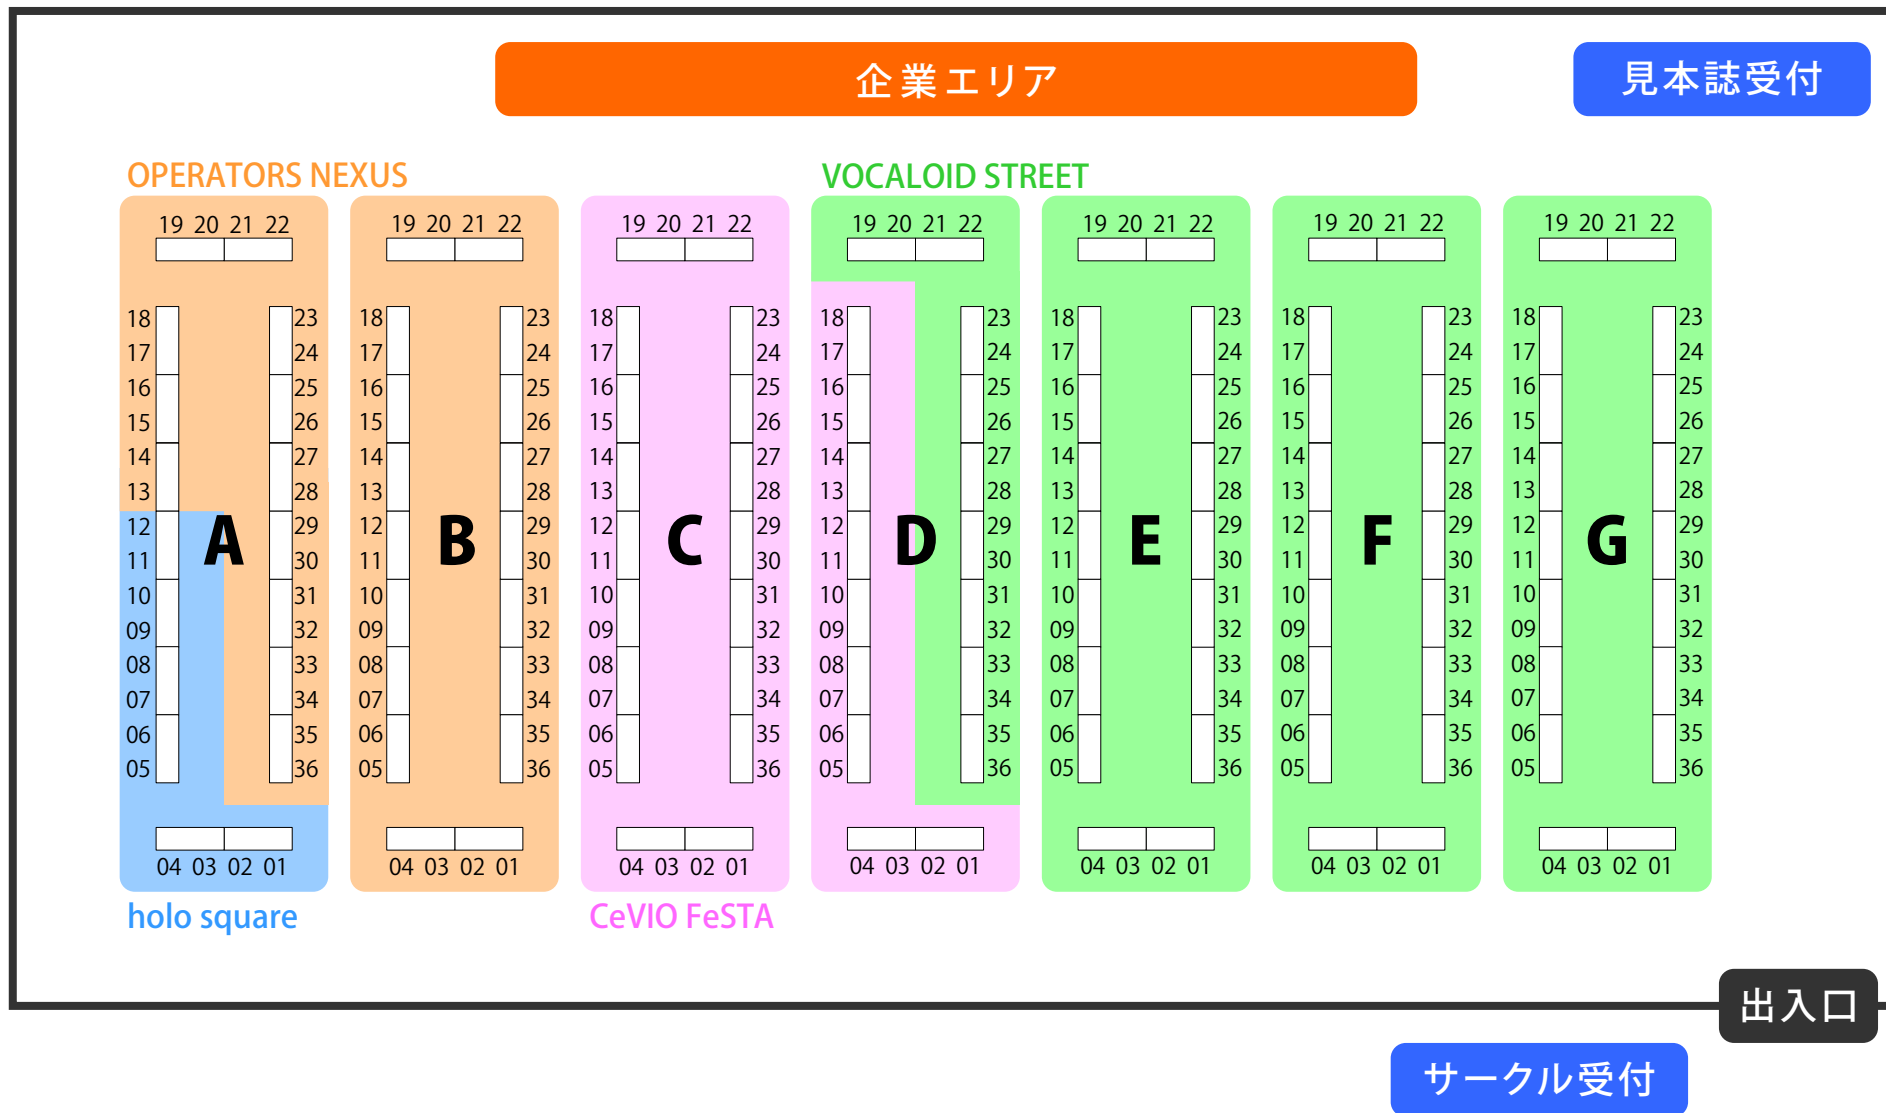 企業エリア
見本誌受付
OPERATORS NEXUS
VOCALOID STREET
19 20 21 22 19 20 21 22 19 20 21 22 19 20 21 22 19 20 21 22 19 20 21 22 19 20 21 22
18 23 18 23 18 23 18 23 18 23 18 23 18 23
17 24 17 24 17 24 17 24 17 24 17 24 17 24
16 25 16 25 16 25 16 25 16 25 16 25 16 25
15 26 15 26 15 26 15 26 15 26 15 26 15 26
14 27 14 27 14 27 14 27 14 27 14 27 14 27
13 28 13 28 13 28 13 28 13 28 13 28 13 28
12 29 12 29 12 29 12 29 12 29 12 29 12 29
A B C D E F G
11 30 11 30 11 30 11 30 11 30 11 30 11 30
10 31 10 31 10 31 10 31 10 31 10 31 10 31
09 32 09 32 09 32 09 32 09 32 09 32 09 32
08 33 08 33 08 33 08 33 08 33 08 33 08 33
07 34 07 34 07 34 07 34 07 34 07 34 07 34
06 35 06 35 06 35 06 35 06 35 06 35 06 35
05 36 05 36 05 36 05 36 05 36 05 36 05 36
04 03 02 01 04 03 02 01 04 03 02 01 04 03 02 01 04 03 02 01 04 03 02 01 04 03 02 01
holo square
CeVIO FeSTA
出入口
サークル受付